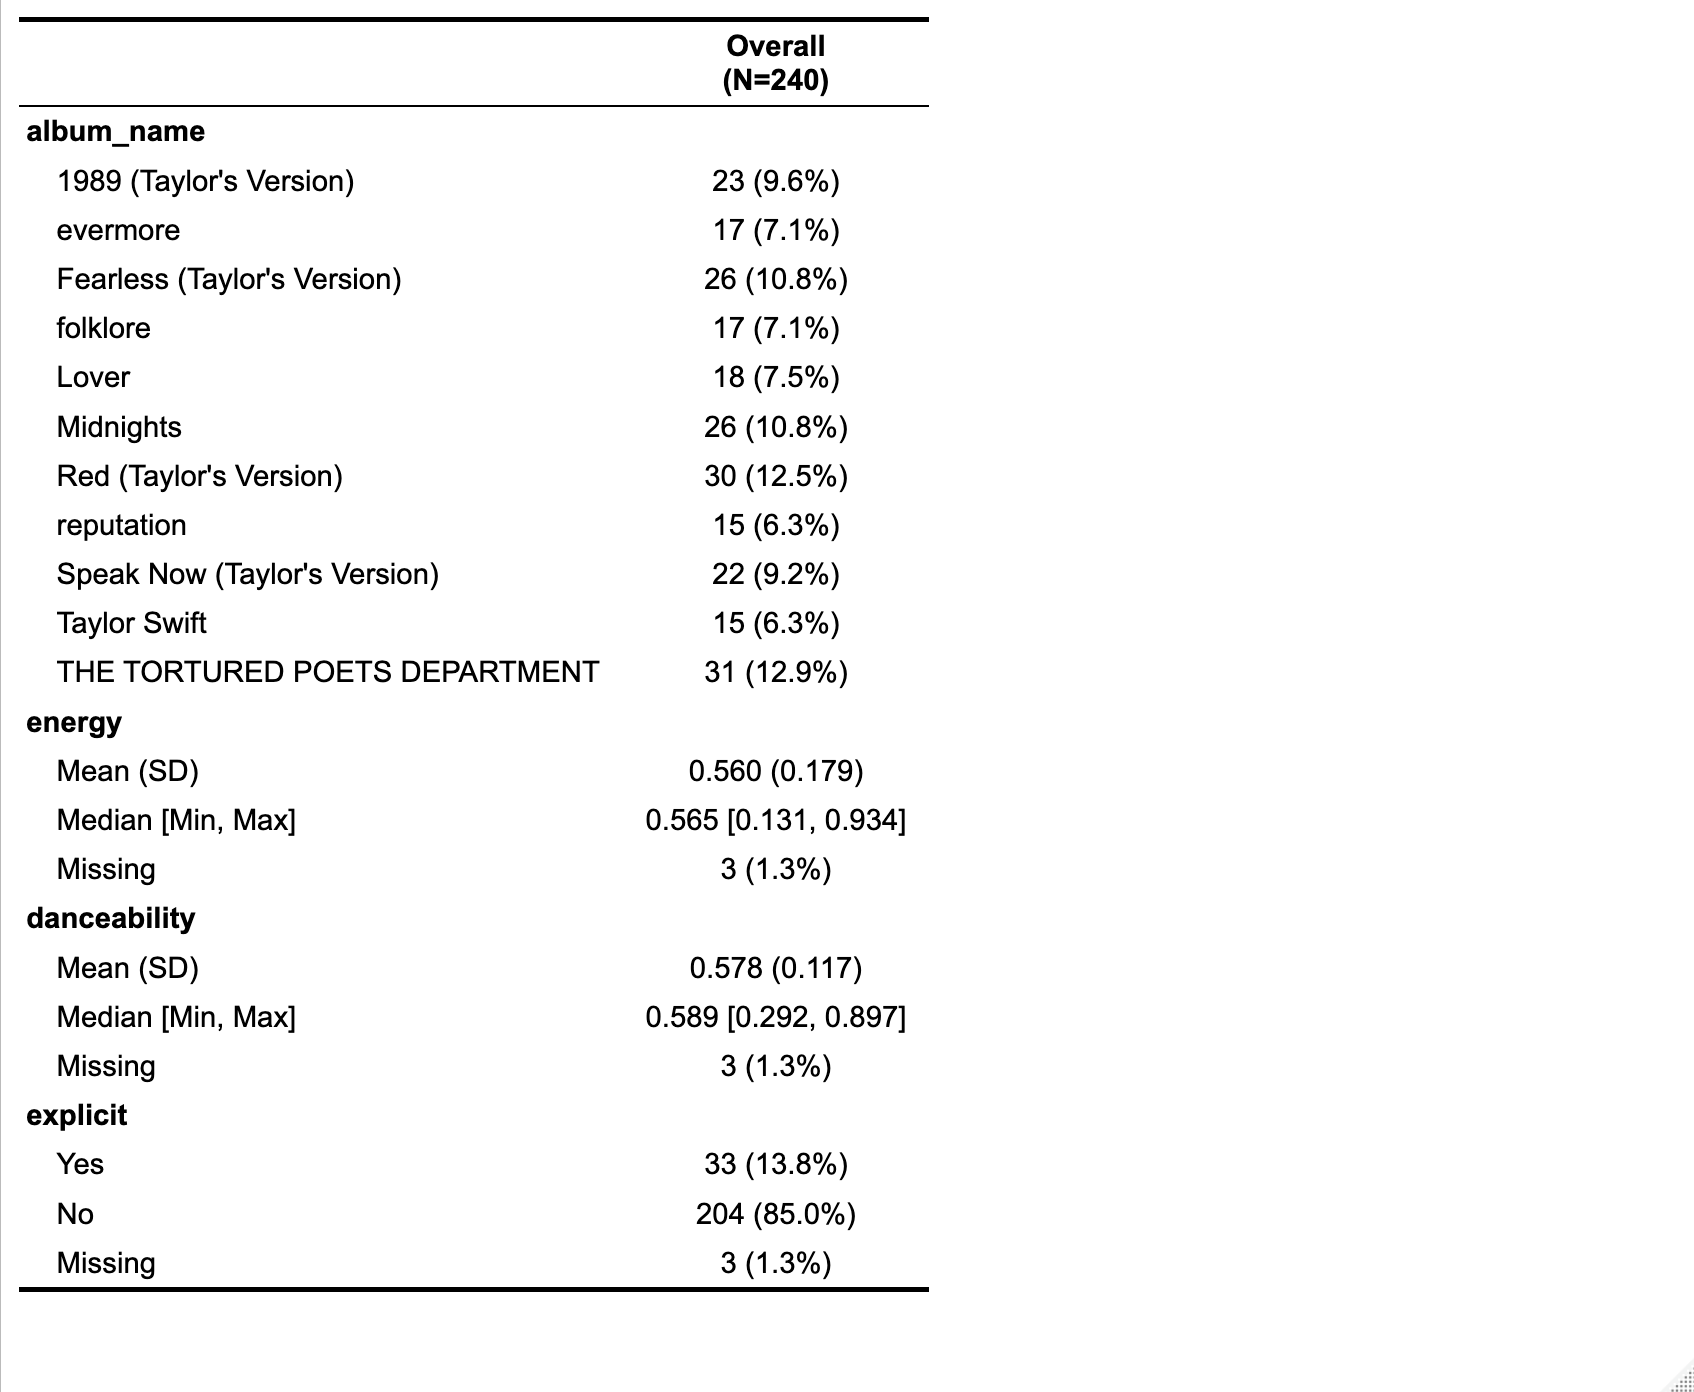 Overall
(N=240)
album_name
1989 (Taylor's Version) 23 (9.6%)
evermore 17 (7.1%)
Fearless (Taylor's Version) 26 (10.8%)
folklore 17 (7.1%)
Lover 18 (7.5%)
Midnights 26 (10.8%)
Red (Taylor's Version) 30 (12.5%)
reputation 15 (6.3%)
Speak Now (Taylor's Version) 22 (9.2%)
Taylor Swift 15 (6.3%)
THE TORTURED POETS DEPARTMENT 31 (12.9%)
energy
Mean (SD) 0.560 (0.179)
Median [Min, Max] 0.565 [0.131, 0.934]
Missing 3 (1.3%)
danceability
Mean (SD) 0.578 (0.117)
Median [Min, Max] 0.589 [0.292, 0.897]
Missing 3 (1.3%)
explicit
Yes 33 (13.8%)
No 204 (85.0%)
Missing 3 (1.3%)